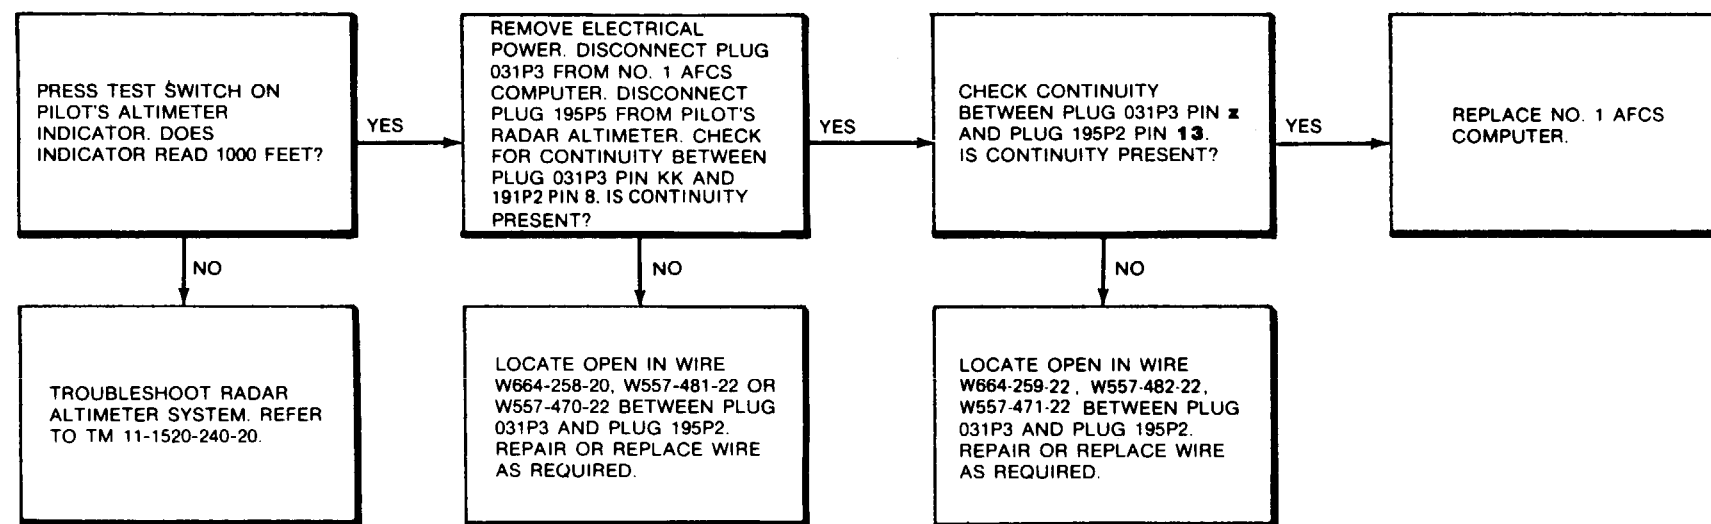 PRESS TEST SWITCH ON
PILOT'S ALTIMETER
INDICATOR. DOES
INDICATOR READ 1000 FEET?
YES
REMOVE ELECTRICAL
POWER. DISCONNECT PLUG
031P3 FROM NO. 1 AFCS
COMPUTER. DISCONNECT
PLUG 195P5 FROM PILOT'S
RADAR ALTIMETER. CHECK
FOR CONTINUITY BETWEEN
PLUG 031P3 PIN KK AND
191P2 PIN 8. IS CONTINUITY
PRESENT?
YES
CHECK CONTINUITY
BETWEEN PLUG 031P3 PIN z
AND PLUG 195P2 PIN 13.
IS CONTINUITY PRESENT?
YES
REPLACE NO. 1 AFCS
COMPUTER.
NO
NO
NO
TROUBLESHOOT RADAR
ALTIMETER SYSTEM. REFER
TO TM 11-1520-240-20.
LOCATE OPEN IN WIRE
W664-258-20, W557-481-22 OR
W557-470-22 BETWEEN PLUG
031P3 AND PLUG 195P2.
REPAIR OR REPLACE WIRE
AS REQUIRED.
LOCATE OPEN IN WIRE
W664-259-22, W557-482-22,
W557-471-22 BETWEEN PLUG
031P3 AND PLUG 195P2.
REPAIR OR REPLACE WIRE
AS REQUIRED.